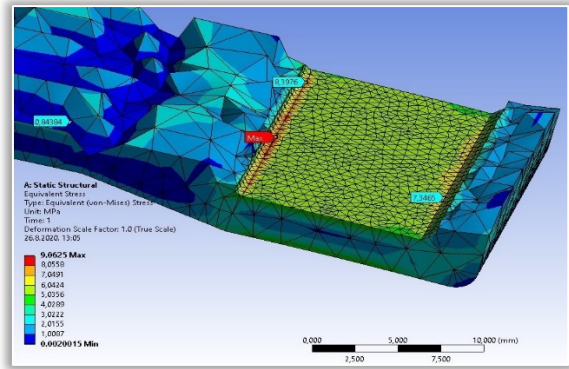 8,3976
Max
0,84384
7,3465
A: Static Structural
Equivalent Stress
Type: Equivalent (von-Mises) Stress
Unit: MPa
Time: 1
Deformation Scale Factor: 1.0 (True Scale)
26.8.2020, 13:05
9.0625 Max
8,0558
7,0491
6,0424
5,0356
4,0289
3,0222
2,0155
1,0087
0.0020015 Min
0,000 5,000 10,000 (mm)
2,500 7,500